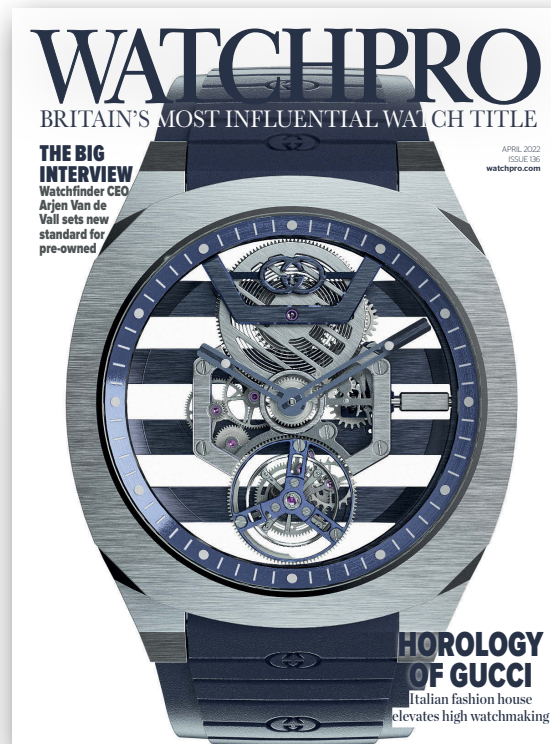 WATCHPRO
BRITAIN'S MOST INFLUENTIAL WATCH TITLE
THE BIG
INTERVIEW
Watchfinder CEO
Arjen Van de
Vall sets new
standard for
pre-owned
APRIL 2022
ISSUE 136
watchpro.com
HOROLOGY
OF GUCCI
Italian fashion house
elevates high watchmaking